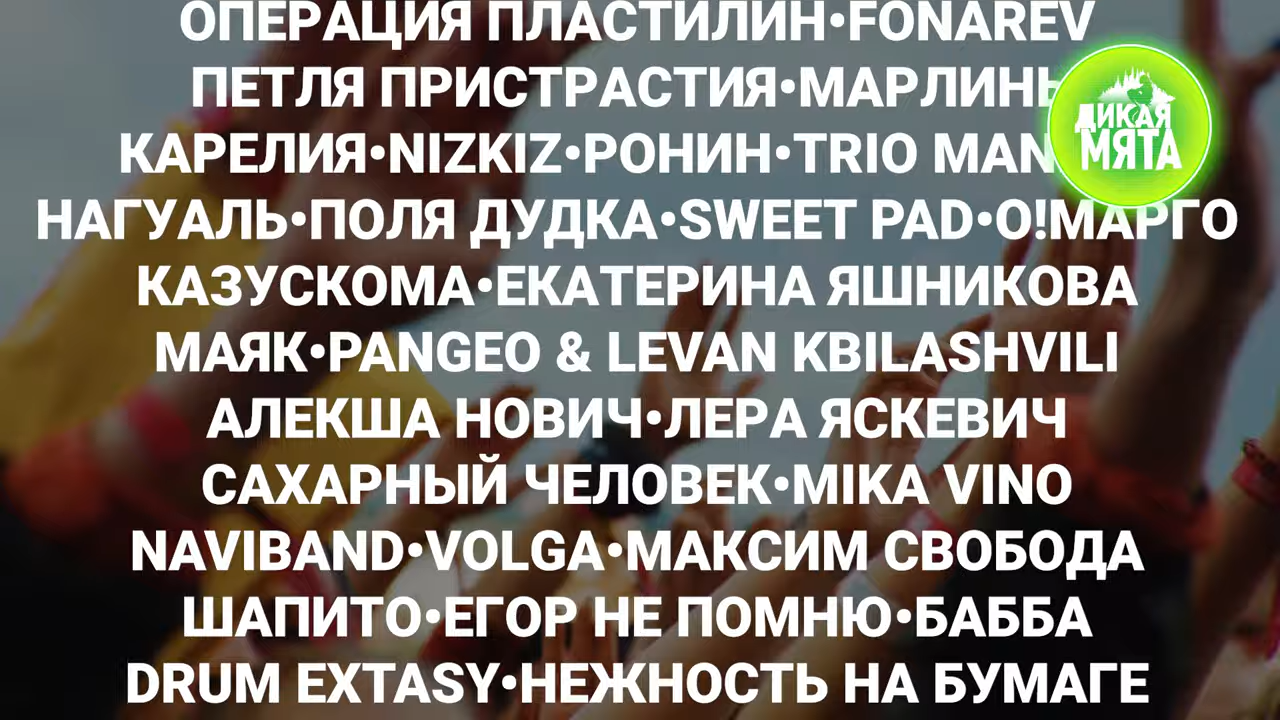 ОПЕРАЦИЯ ПЛАСТИЛИН•FONAREV
ПЕТЛЯ ПРИСТРАСТИЯ•
КАРЕЛИЯ•NIZKIZ•РОНИН•TRIO
НАГУАЛЬ•ПОЛЯ ДУДКА•SWEET PAD•О!МАРГО
КАЗУСКОМА•ЕКАТЕРИНА ЯШНИКОВА
МАЯК•PANGEO & LEVAN KBILASHVILI
АЛЕКША НОВИЧ•ЛЕРА ЯСКЕВИЧ
САХАРНЫЙ ЧЕЛОВЕК•MIKA VINO
NAVIBAND•VOLGA•МАКСИМ СВОБОДА
ШАПИТО•ЕГОР НЕ ПОМНЮ•БАББА
DRUM EXTASY•НЕЖНОСТЬ НА БУМАГЕ
ДИКАЯ
МЯТА